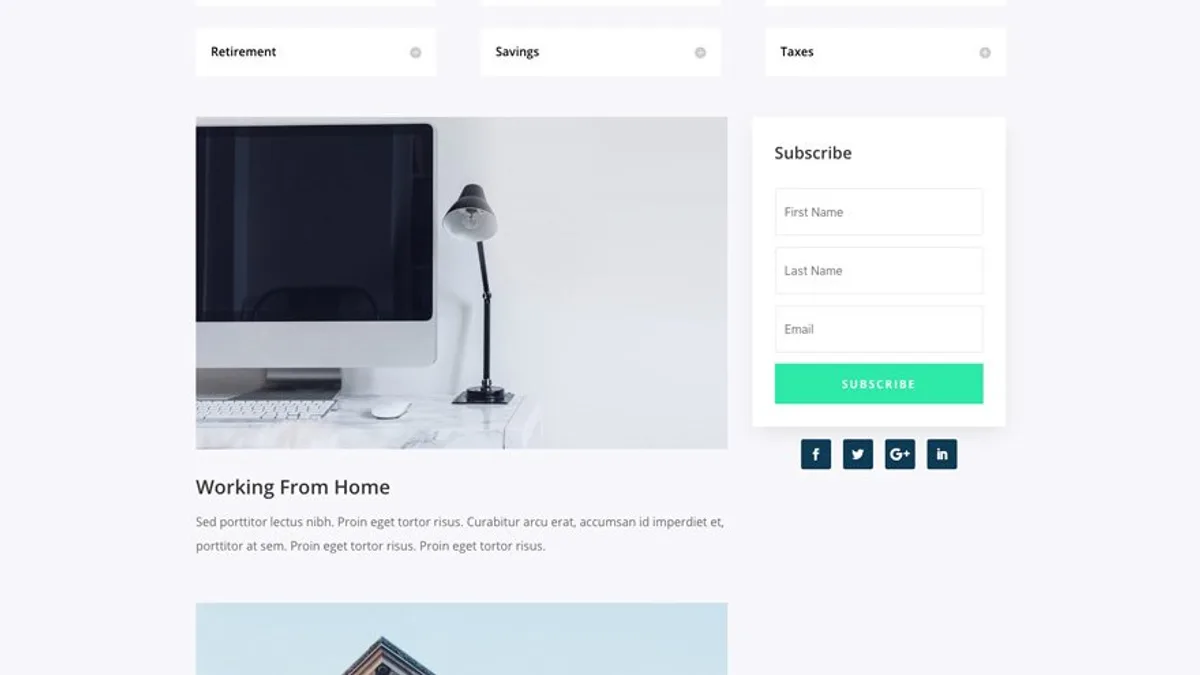 Retirement
Savings
Taxes
Subscribe
First Name
Last Name
Email
SUBSCRIBE
f
G+
in
Working From Home
Sed porttitor lectus nibh. Proin eget tortor risus. Curabitur arcu erat, accumsan id imperdiet et,
porttitor at sem. Proin eget tortor risus. Proin eget tortor risus.